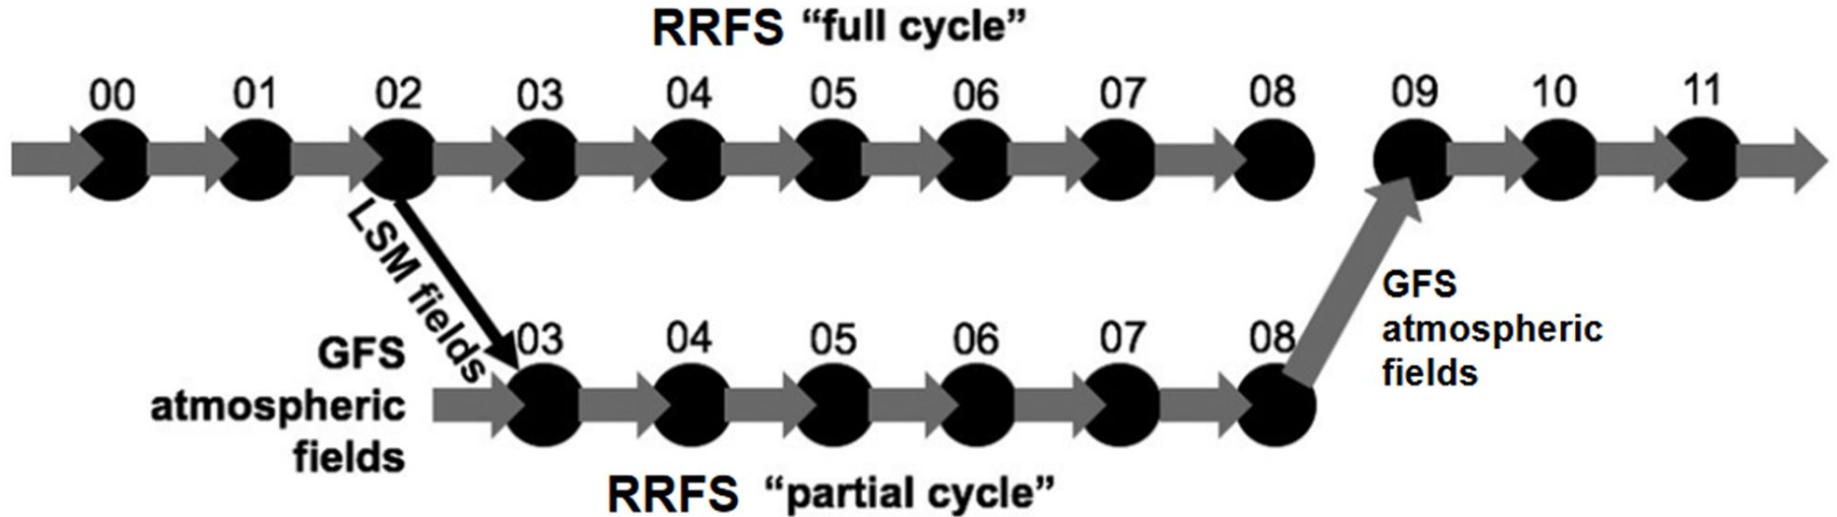 RRFS “full cycle”
00 01 02 03 04 05 06 07 08 09 10 11
LSM fields
GFS
atmospheric
fields
03 04 05 06 07 08
GFS
atmospheric
fields
RRFS “partial cycle”